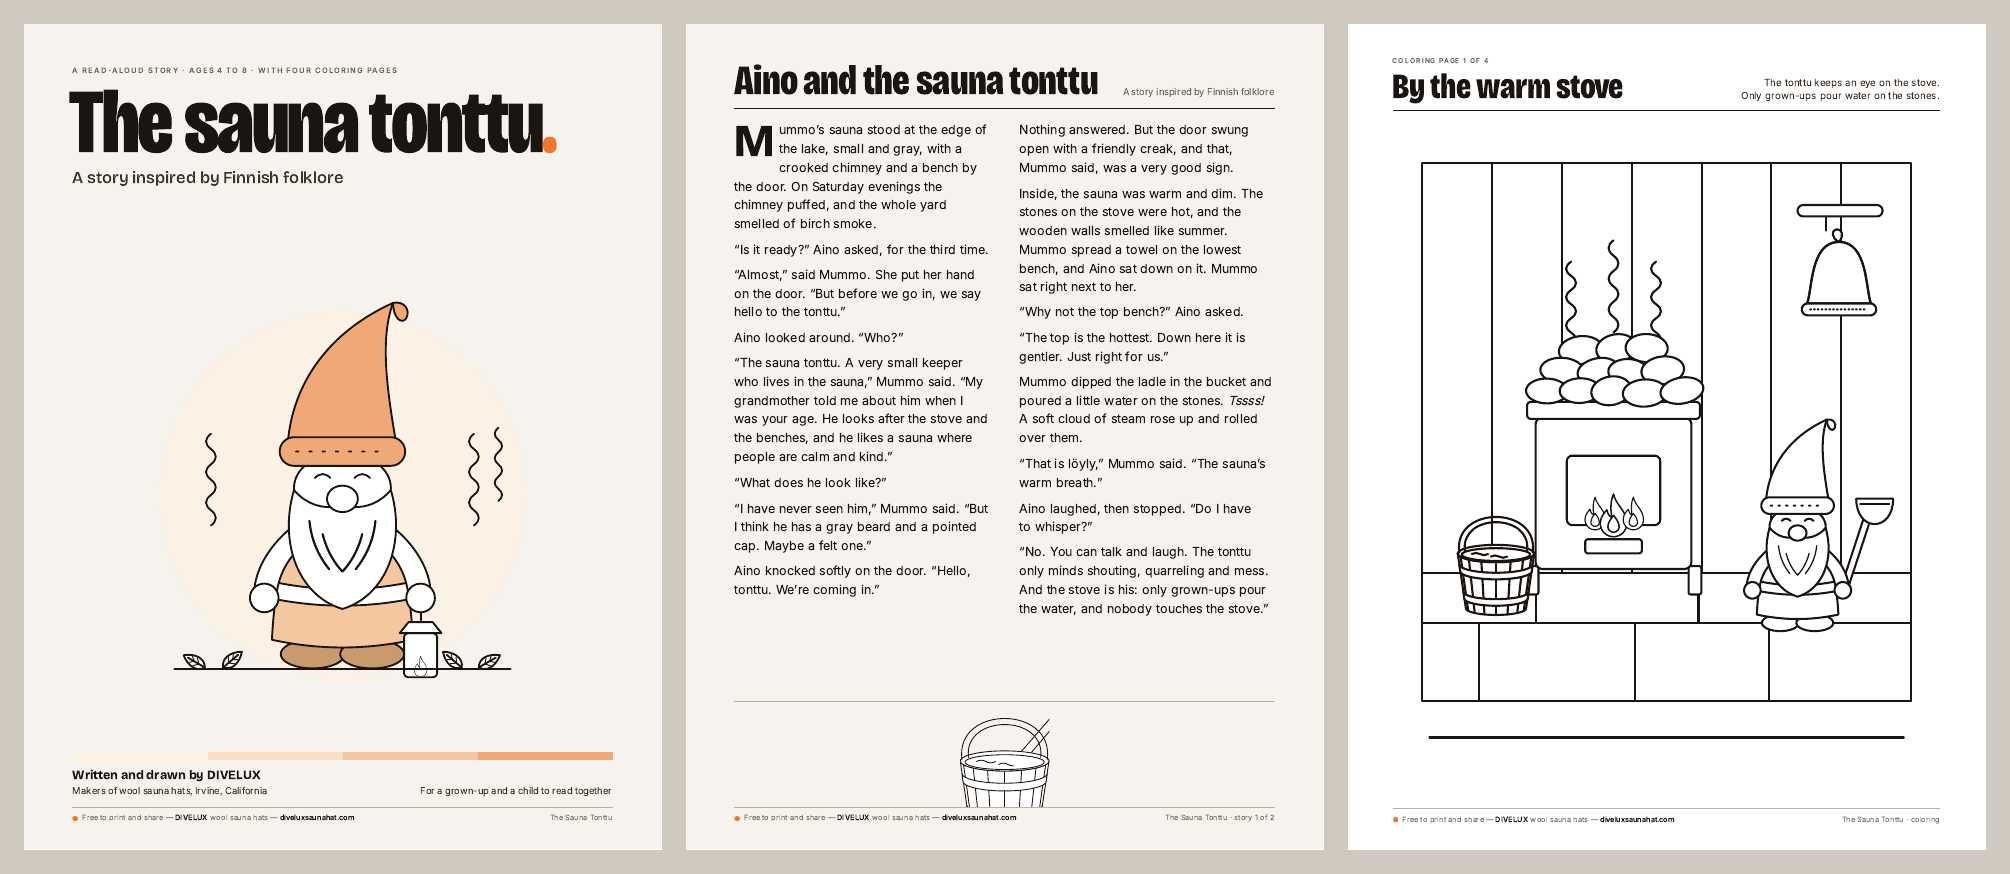 A READ-ALOUD STORY · AGES 4 TO 8 · WITH FOUR COLORING PAGES
The sauna tonttu.
A story inspired by Finnish folklore
Written and drawn by DIVELUX
Makers of wool sauna hats, Irvine, California
For a grown-up and a child to read together
Free to print and share — DIVELUX wool sauna hats — diveluxsaunahat.com
The Sauna Tonttu
Aino and the sauna tonttu
A story inspired by Finnish folklore
Mummo’s sauna stood at the edge of
the lake, small and gray, with a
crooked chimney and a bench by
the door. On Saturday evenings the
chimney puffed, and the whole yard
smelled of birch smoke.
“Is it ready?” Aino asked, for the third time.
“Almost,” said Mummo. She put her hand
on the door. “But before we go in, we say
hello to the tonttu.”
Aino looked around. “Who?”
“The sauna tonttu. A very small keeper
who lives in the sauna,” Mummo said. “My
grandmother told me about him when I
was your age. He looks after the stove and
the benches, and he likes a sauna where
people are calm and kind.”
“What does he look like?”
“I have never seen him,” Mummo said. “But
I think he has a gray beard and a pointed
cap. Maybe a felt one.”
Aino knocked softly on the door. “Hello,
tonttu. We’re coming in.”
Nothing answered. But the door swung
open with a friendly creak, and that,
Mummo said, was a very good sign.
Inside, the sauna was warm and dim. The
stones on the stove were hot, and the
wooden walls smelled like summer.
Mummo spread a towel on the lowest
bench, and Aino sat down on it. Mummo
sat right next to her.
“Why not the top bench?” Aino asked.
“The top is the hottest. Down here it is
gentler. Just right for us.”
Mummo dipped the ladle in the bucket and
poured a little water on the stones. Tssss!
A soft cloud of steam rose up and rolled
over them.
“That is löyly,” Mummo said. “The sauna’s
warm breath.”
Aino laughed, then stopped. “Do I have
to whisper?”
“No. You can talk and laugh. The tonttu
only minds shouting, quarreling and mess.
And the stove is his: only grown-ups pour
the water, and nobody touches the stove.”
Free to print and share — DIVELUX wool sauna hats — diveluxsaunahat.com
The Sauna Tonttu · story 1 of 2
COLORING PAGE 1 OF 4
By the warm stove
The tonttu keeps an eye on the stove.
Only grown-ups pour water on the stones.
Free to print and share — DIVELUX wool sauna hats — diveluxsaunahat.com
The Sauna Tonttu · coloring